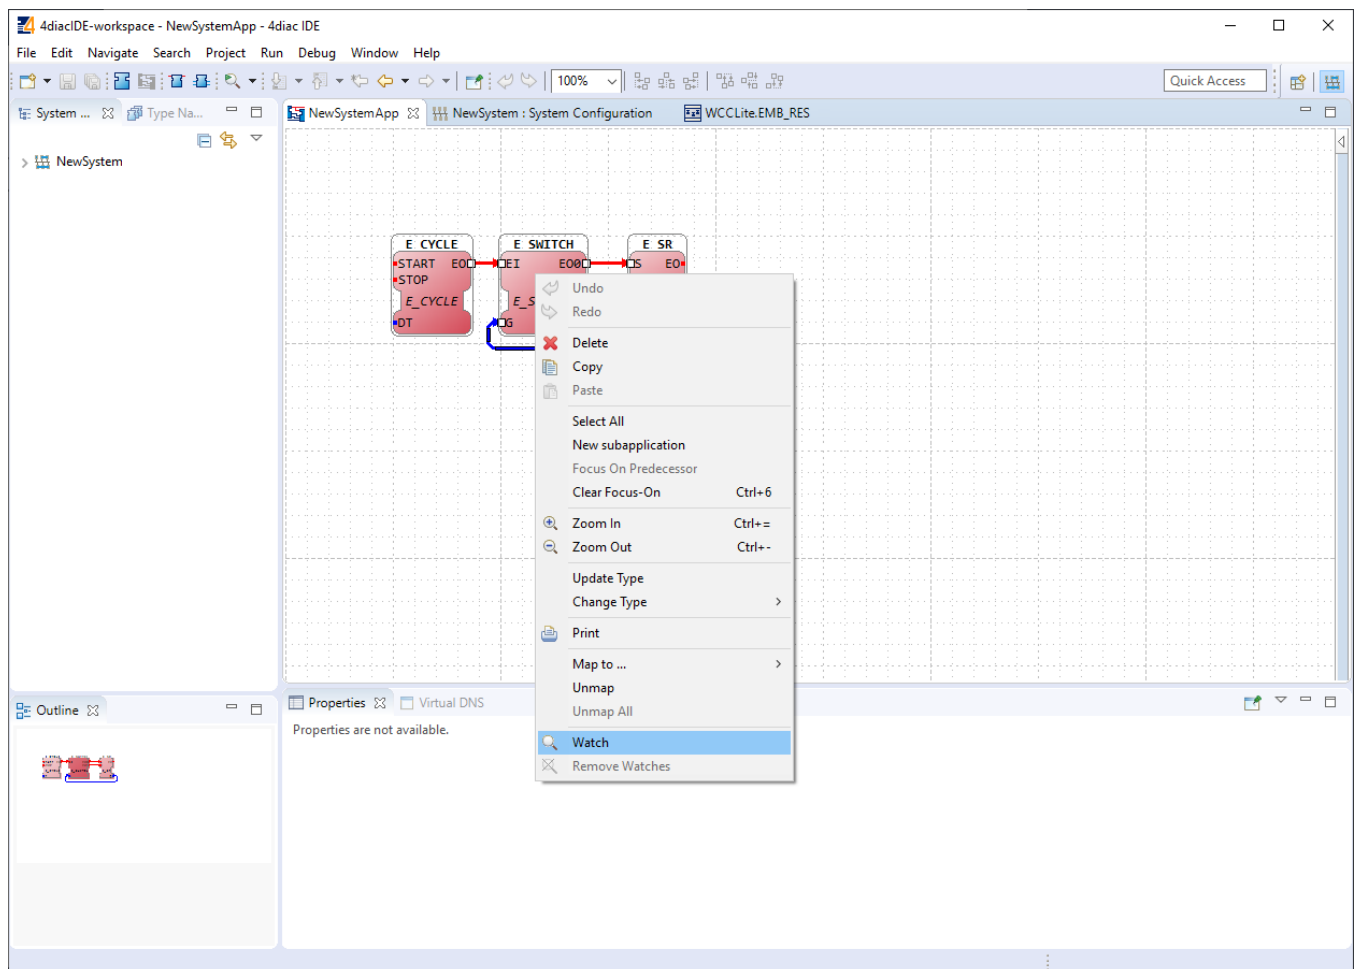 4diacIDE-workspace - NewSystemApp - 4diac IDE
File Edit Navigate Search Project Run Debug Window Help
100%
Quick Access
System ...
Type Na...
NewSystemApp
NewSystem : System Configuration
WCCLite.EMB_RES
NewSystem
E_CYCLE
E_SWITCH
E_SR
START EO
EI EO0
S EO
STOP
E_CYCLE
E_S
DT
G
Undo
Redo
Delete
Copy
Paste
Select All
New subapplication
Focus On Predecessor
Clear Focus-On Ctrl+6
Zoom In Ctrl+=
Zoom Out Ctrl+-
Update Type
Change Type
Print
Map to ...
Unmap
Unmap All
Watch
Remove Watches
Outline
Properties
Virtual DNS
Properties are not available.